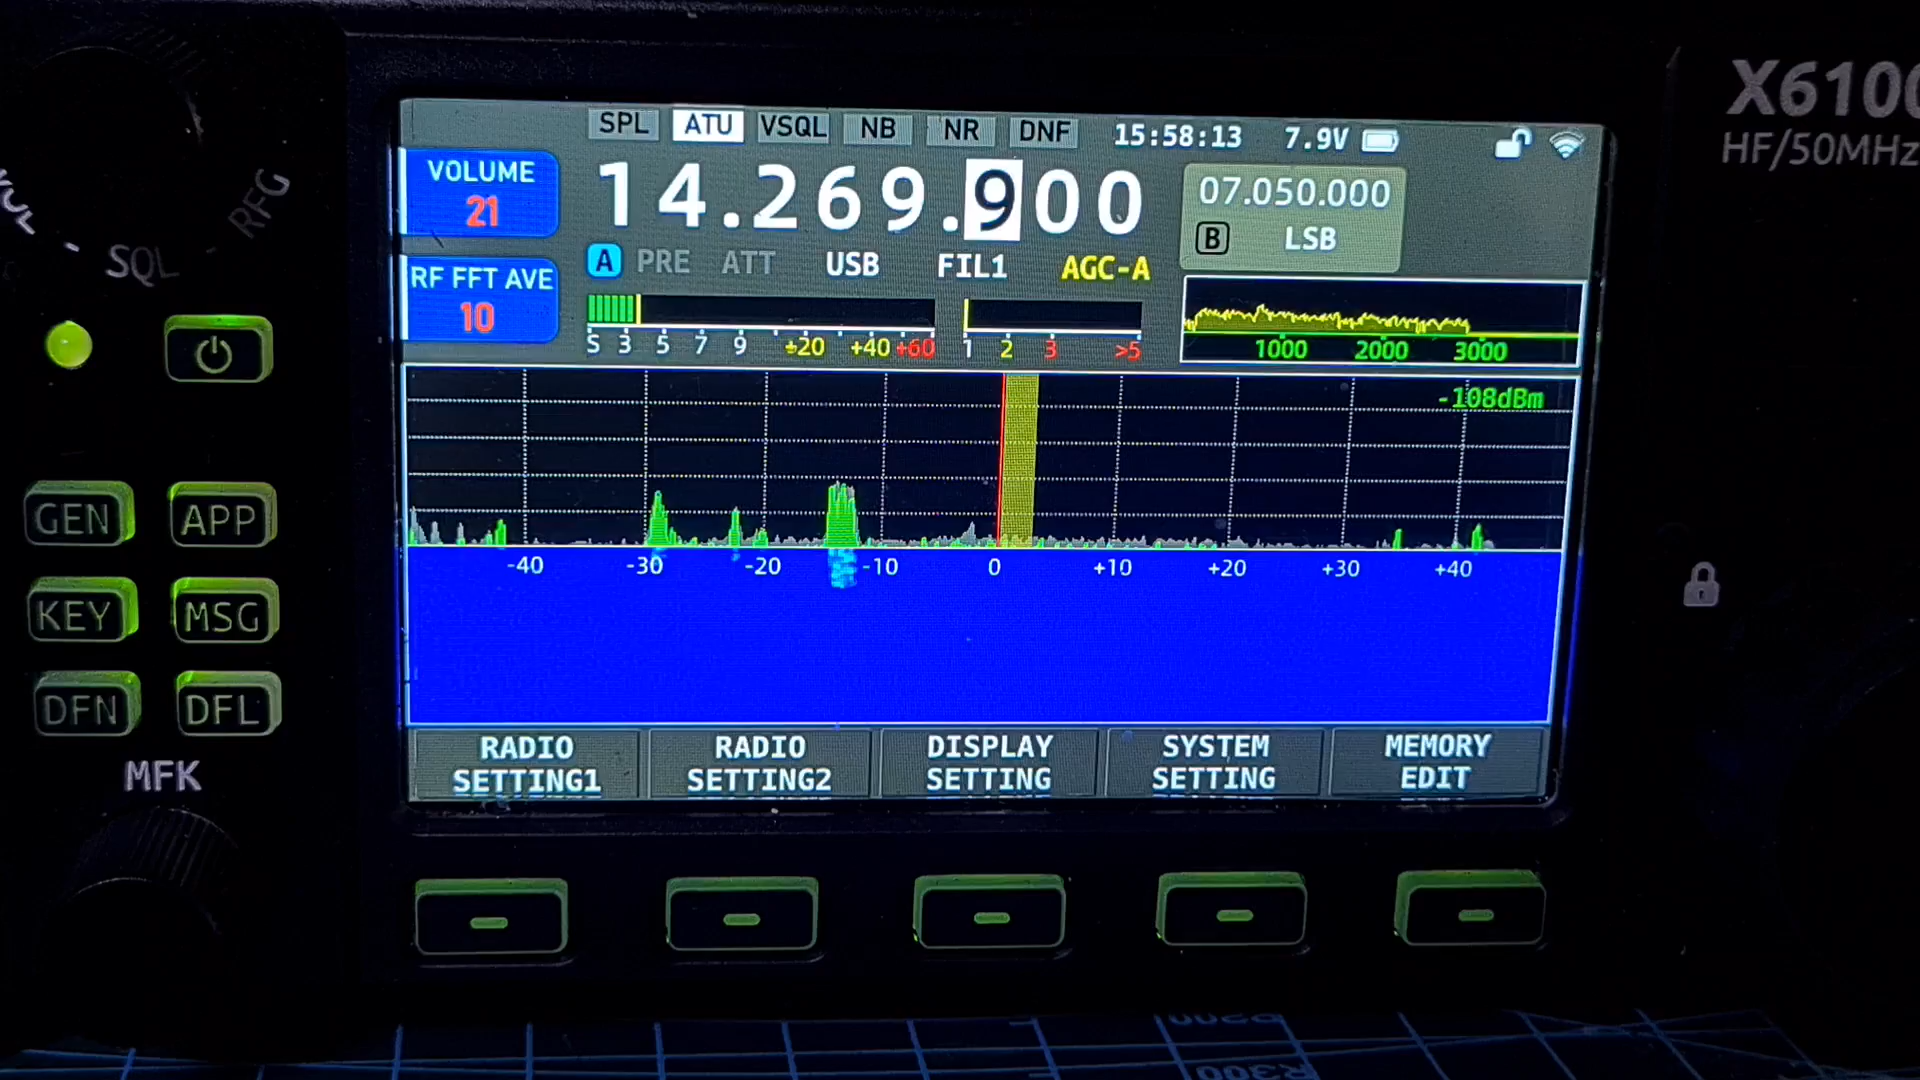 X6100
HF/50MHz
SPL ATU VSQL NB NR DNF 15:58:13 7.9V
VOLUME
21
14.269.900
07.050.000
B LSB
A PRE ATT USB FIL1 AGC-A
RF FFT AVE
10
S 3 5 7 9 +20 +40 +60
1 2 3 >5
1000 2000 3000
-108dBm
-40 -30 -20 -10 0 +10 +20 +30 +40
RADIO SETTING1
RADIO SETTING2
DISPLAY SETTING
SYSTEM SETTING
MEMORY EDIT
SQL
RFG
GEN APP
KEY MSG
DFN DFL
MFK